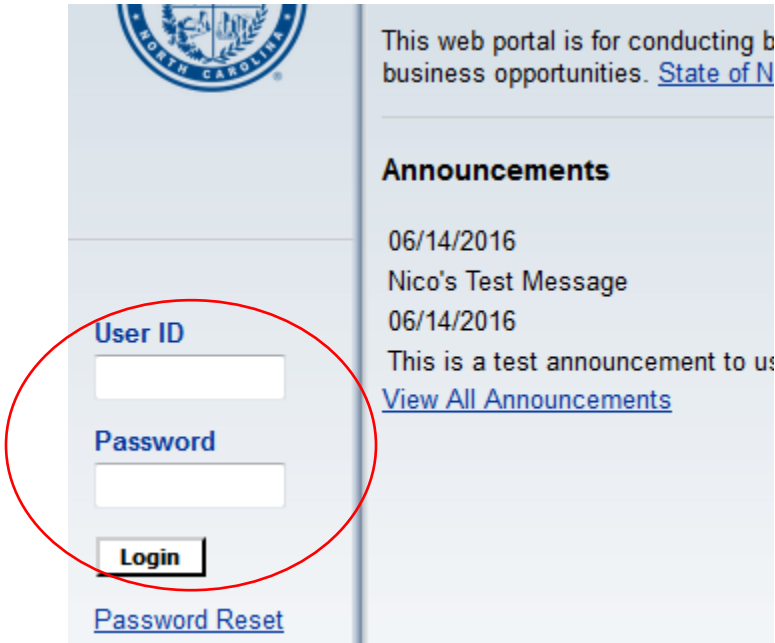 NORTH CAROLINA
This web portal is for conducting b
business opportunities. State of N
Announcements
06/14/2016
Nico's Test Message
06/14/2016
This is a test announcement to us
View All Announcements
User ID
Password
Login
Password Reset